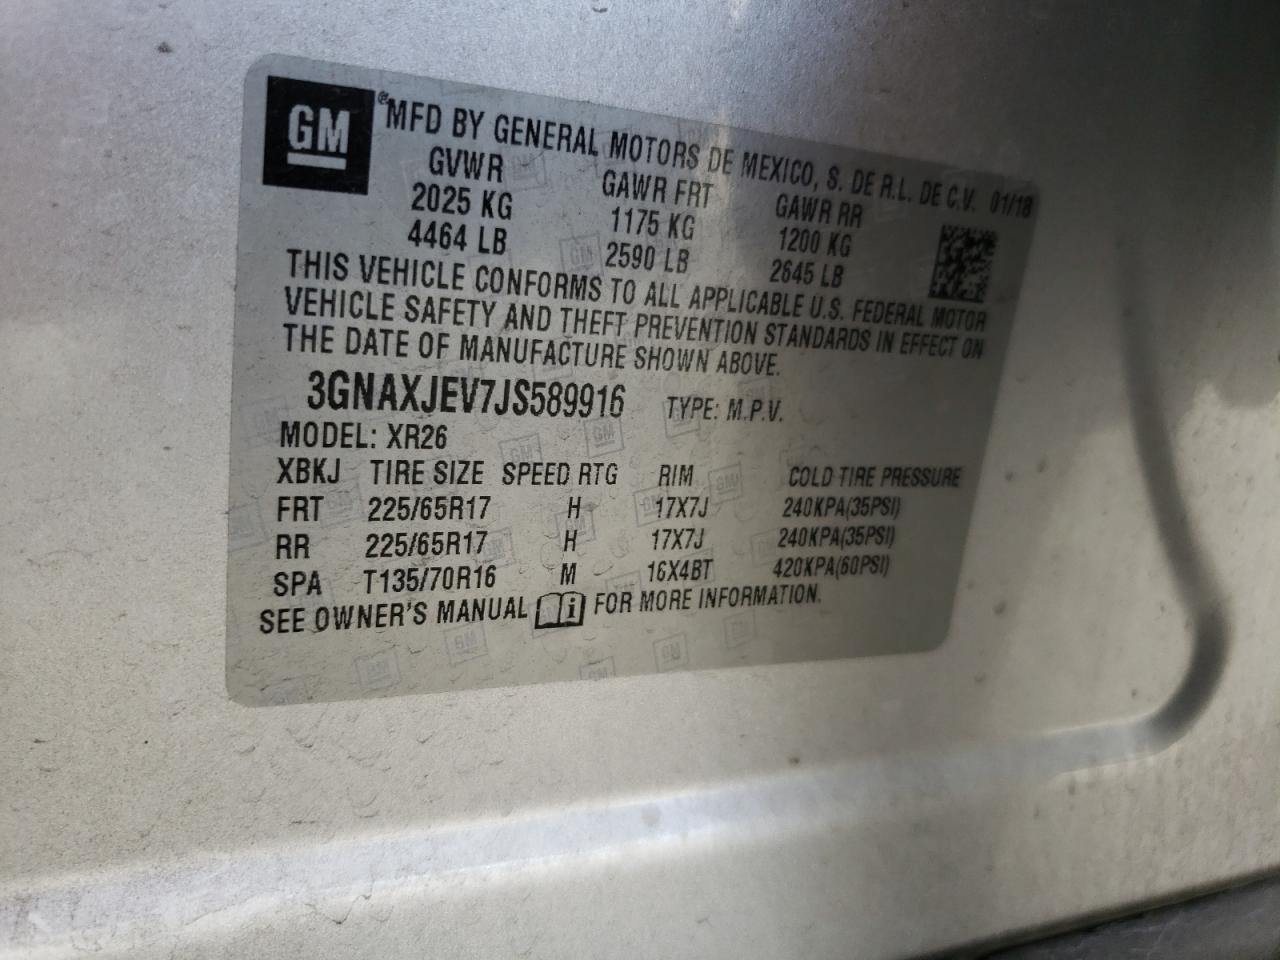 GM ® MFD BY GENERAL MOTORS DE MEXICO, S. DE R.L. DE C.V. 01/18
GVWR GAWR FRT GAWR RR
2025 KG 1175 KG 1200 KG
4464 LB 2590 LB 2645 LB
THIS VEHICLE CONFORMS TO ALL APPLICABLE U.S. FEDERAL MOTOR
VEHICLE SAFETY AND THEFT PREVENTION STANDARDS IN EFFECT ON
THE DATE OF MANUFACTURE SHOWN ABOVE.
3GNAXJEV7JS589916 TYPE: M.P.V.
MODEL: XR26
XBKJ TIRE SIZE SPEED RTG RIM COLD TIRE PRESSURE
FRT 225/65R17 H 17X7J 240KPA(35PSI)
RR 225/65R17 H 17X7J 240KPA(35PSI)
SPA T135/70R16 M 16X4BT 420KPA(60PSI)
SEE OWNER'S MANUAL i FOR MORE INFORMATION.